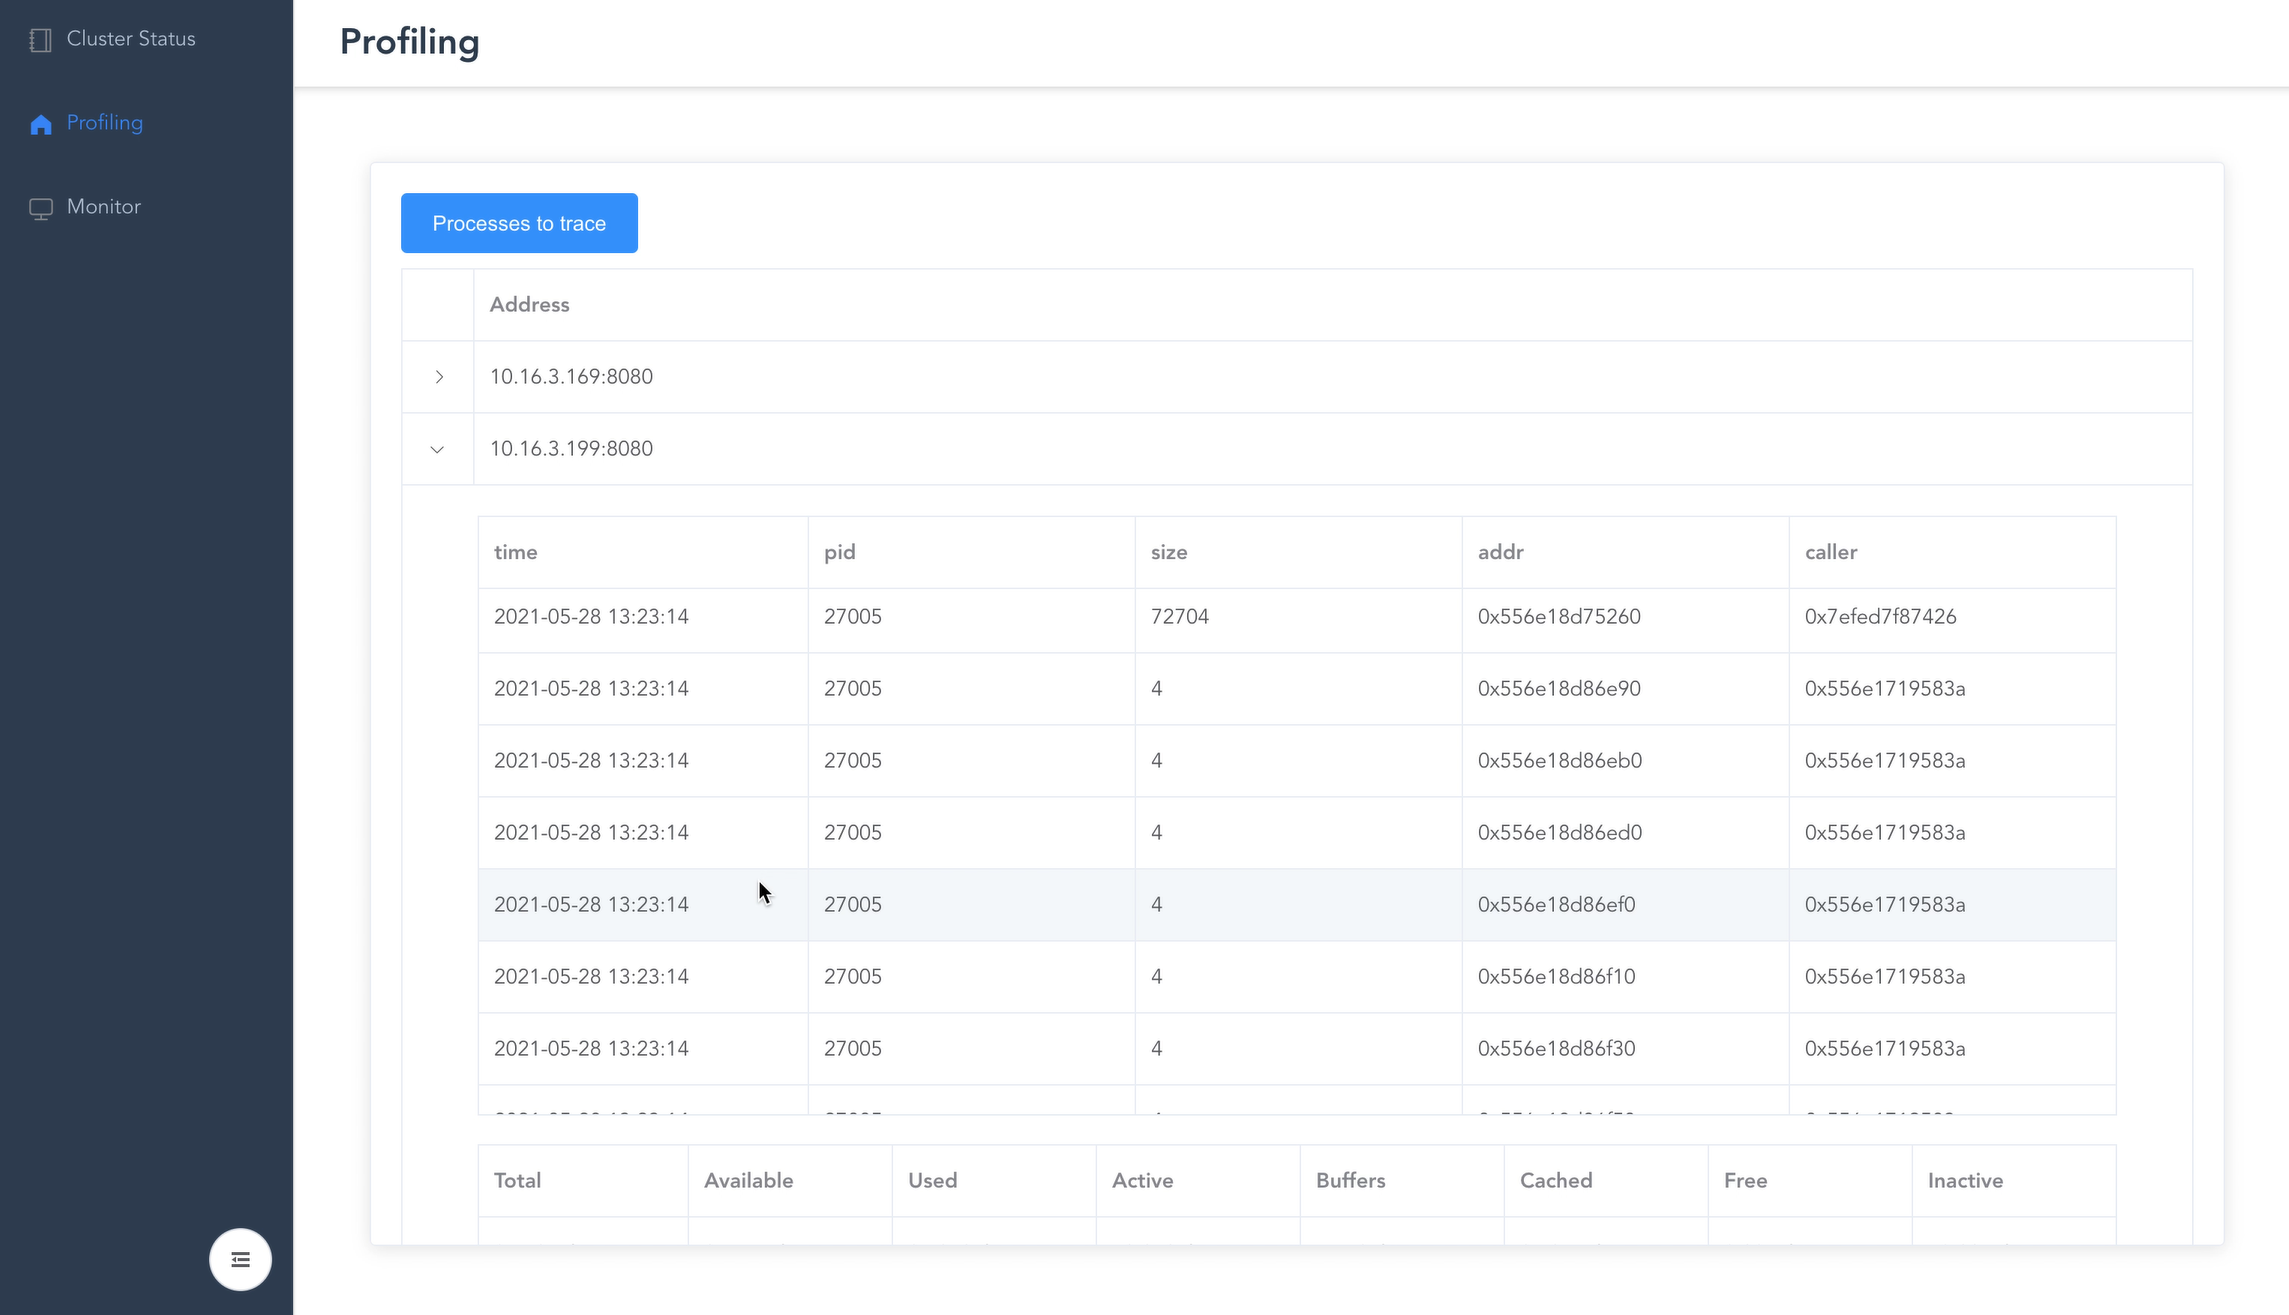 Cluster Status
Profiling
Monitor
Profiling
Processes to trace
Address
10.16.3.169:8080
10.16.3.199:8080
time pid size addr caller
2021-05-28 13:23:14 27005 72704 0x556e18d75260 0x7efed7f87426
2021-05-28 13:23:14 27005 4 0x556e18d86e90 0x556e1719583a
2021-05-28 13:23:14 27005 4 0x556e18d86eb0 0x556e1719583a
2021-05-28 13:23:14 27005 4 0x556e18d86ed0 0x556e1719583a
2021-05-28 13:23:14 27005 4 0x556e18d86ef0 0x556e1719583a
2021-05-28 13:23:14 27005 4 0x556e18d86f10 0x556e1719583a
2021-05-28 13:23:14 27005 4 0x556e18d86f30 0x556e1719583a
Total Available Used Active Buffers Cached Free Inactive